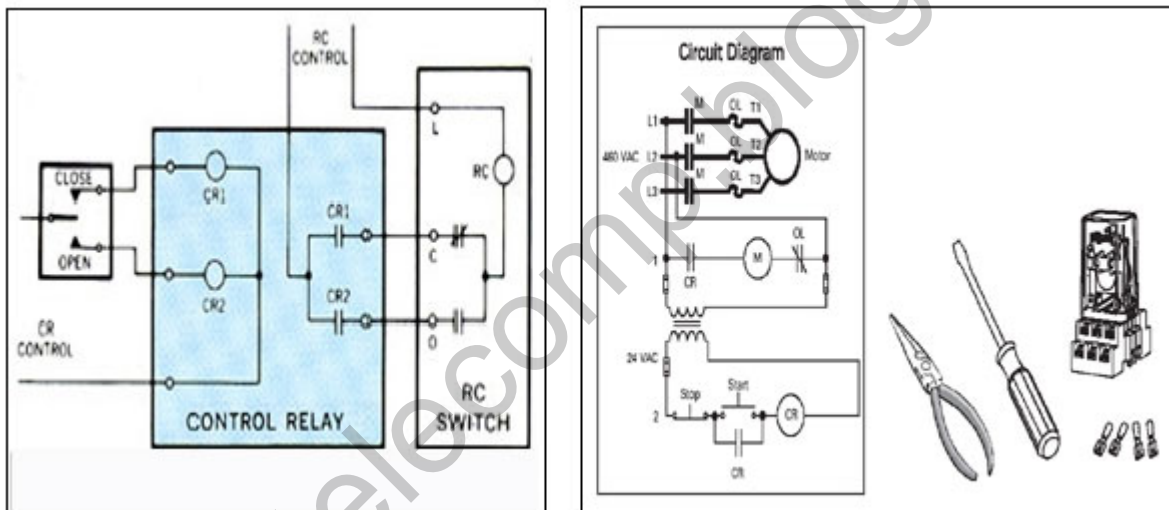 RC
CONTROL
L
RC
CLOSE
CR1
CR1
C
OPEN
CR2
CR2
O
CR
CONTROL
CONTROL RELAY
RC
SWITCH
Circuit Diagram
M
OL
T1
L1
M
OL
T2
460 VAC
L2
Motor
M
OL
T3
L3
OL
1
M
CR
24 VAC
Start
Stop
2
CR
CR
elecomp.blog